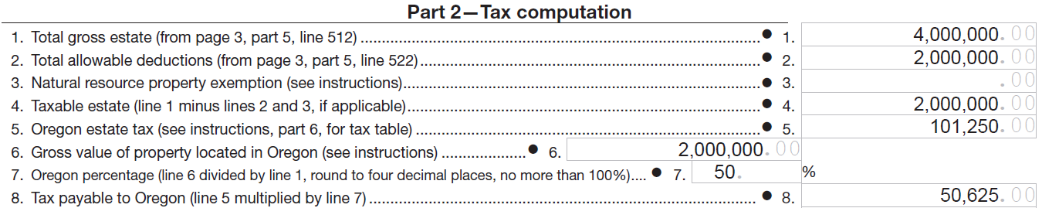 Part 2—Tax computation
1. Total gross estate (from page 3, part 5, line 512) ................ ● 1. 4,000,000.00
2. Total allowable deductions (from page 3, part 5, line 522) ................ ● 2. 2,000,000.00
3. Natural resource property exemption (see instructions) ................ ● 3. .00
4. Taxable estate (line 1 minus lines 2 and 3, if applicable) ................ ● 4. 2,000,000.00
5. Oregon estate tax (see instructions, part 6, for tax table) ................ ● 5. 101,250.00
6. Gross value of property located in Oregon (see instructions) ................ ● 6. 2,000,000.00
7. Oregon percentage (line 6 divided by line 1, round to four decimal places, no more than 100%).... ● 7. 50. %
8. Tax payable to Oregon (line 5 multiplied by line 7) ................ ● 8. 50,625.00